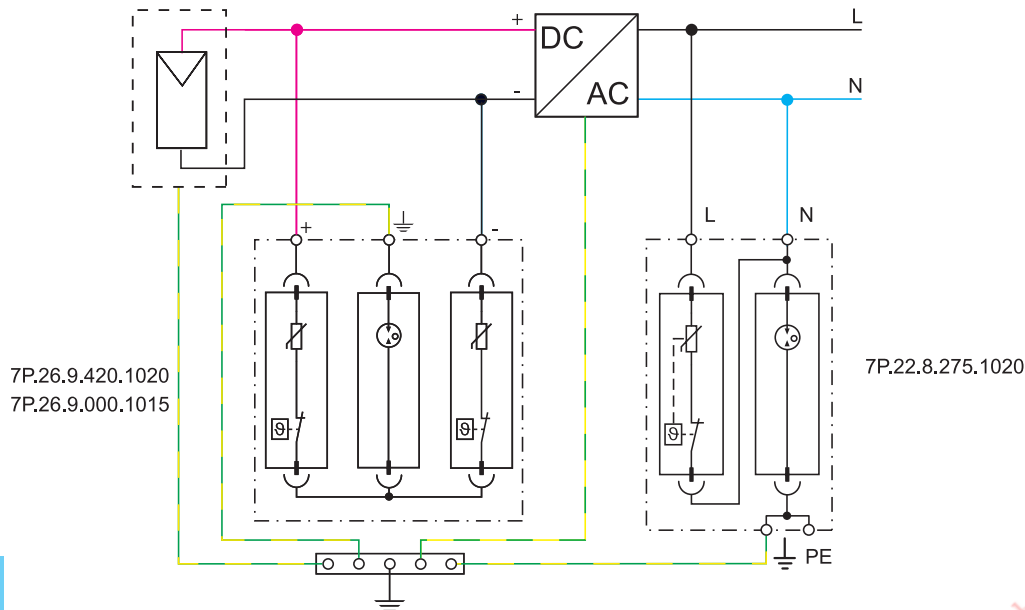 +
DC
L
-
AC
N
+
-
L
N
ϑ
ϑ
ϑ
7P.26.9.420.1020
7P.26.9.000.1015
7P.22.8.275.1020
PE